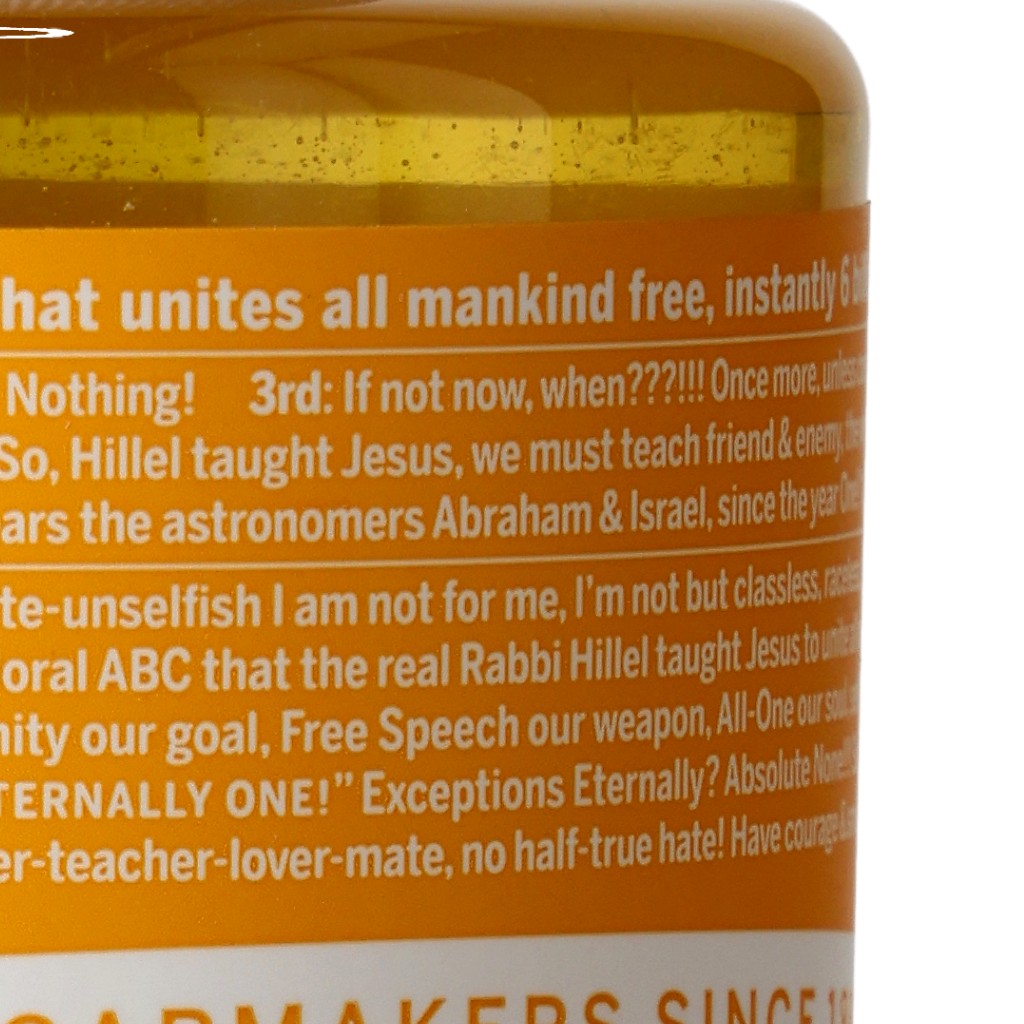 hat unites all mankind free, instantly 6
Nothing! 3rd: If not now, when???!!! Once more, unless
So, Hillel taught Jesus, we must teach friend & enemy,
ars the astronomers Abraham & Israel, since the year One
te-unselfish I am not for me, I'm not but classless,
oral ABC that the real Rabbi Hillel taught Jesus to unite
nity our goal, Free Speech our weapon, All-One our soul,
TERNALLY ONE!" Exceptions Eternally? Absolute None!!!
er-teacher-lover-mate, no half-true hate! Have courage &
OAPMAKERS SINCE